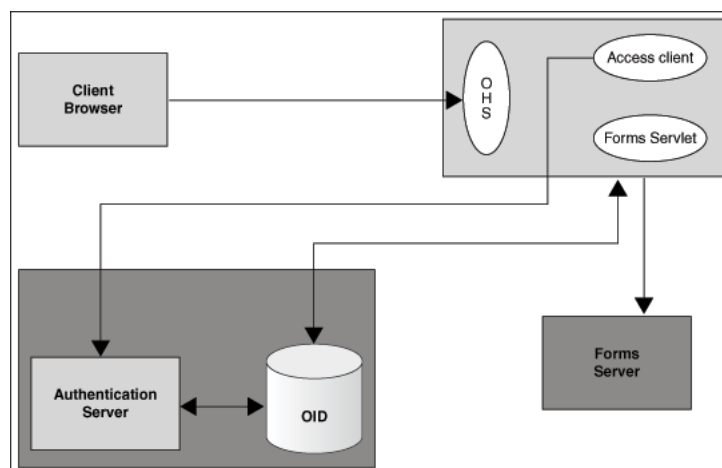 Client
Browser
O
H
S
Access client
Forms Servlet
Authentication
Server
OID
Forms
Server